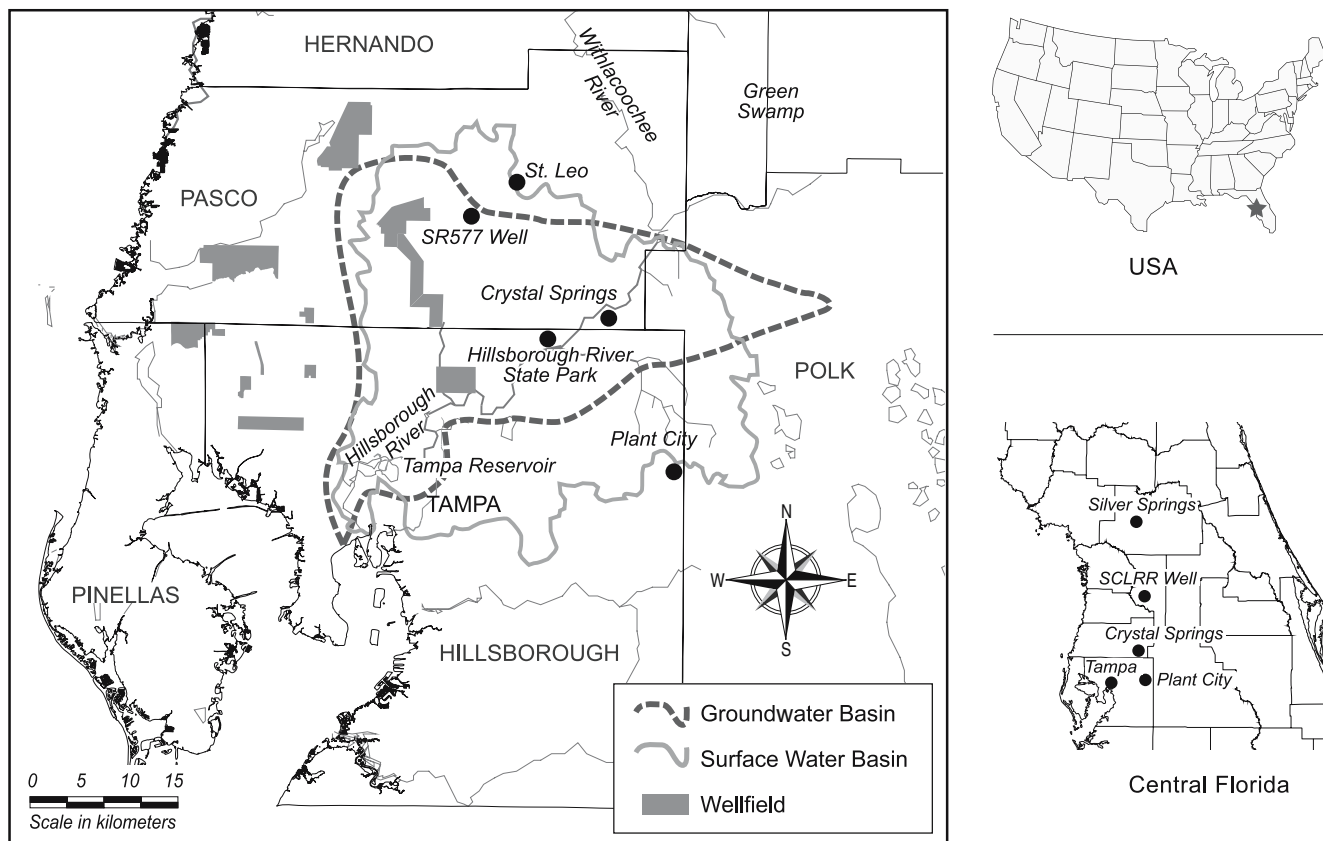 HERNANDO
Withlacoochee
River
Green
Swamp
St. Leo
PASCO
SR577 Well
Crystal Springs
Hillsborough-River
State Park
POLK
Hillsborough
River
Plant City
Tampa Reservoir
TAMPA
N
W
E
S
PINELLAS
HILLSBOROUGH
Groundwater Basin
Surface Water Basin
Wellfield
0 5 10 15
Scale in kilometers
USA
Silver Springs
SCLRR Well
Crystal Springs
Tampa
Plant City
Central Florida